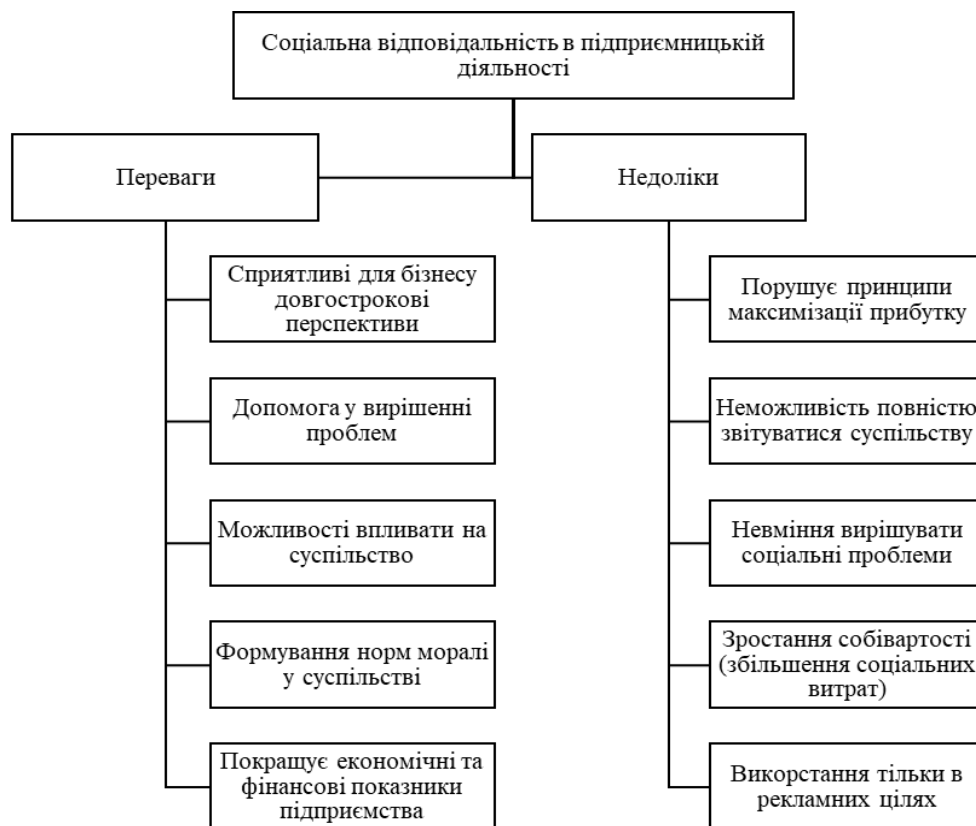 Соціальна відповідальність в підприємницькій
діяльності
Переваги
Недоліки
Сприятливі для бізнесу
довгострокові
перспективи
Допомога у вирішенні
проблем
Можливості впливати на
суспільство
Формування норм моралі
у суспільстві
Покращує економічні та
фінансові показники
підприємства
Порушує принципи
максимізації прибутку
Неможливість повністю
звітуватися суспільству
Невміння вирішувати
соціальні проблеми
Зростання собівартості
(збільшення соціальних
витрат)
Викорстання тільки в
рекламних цілях